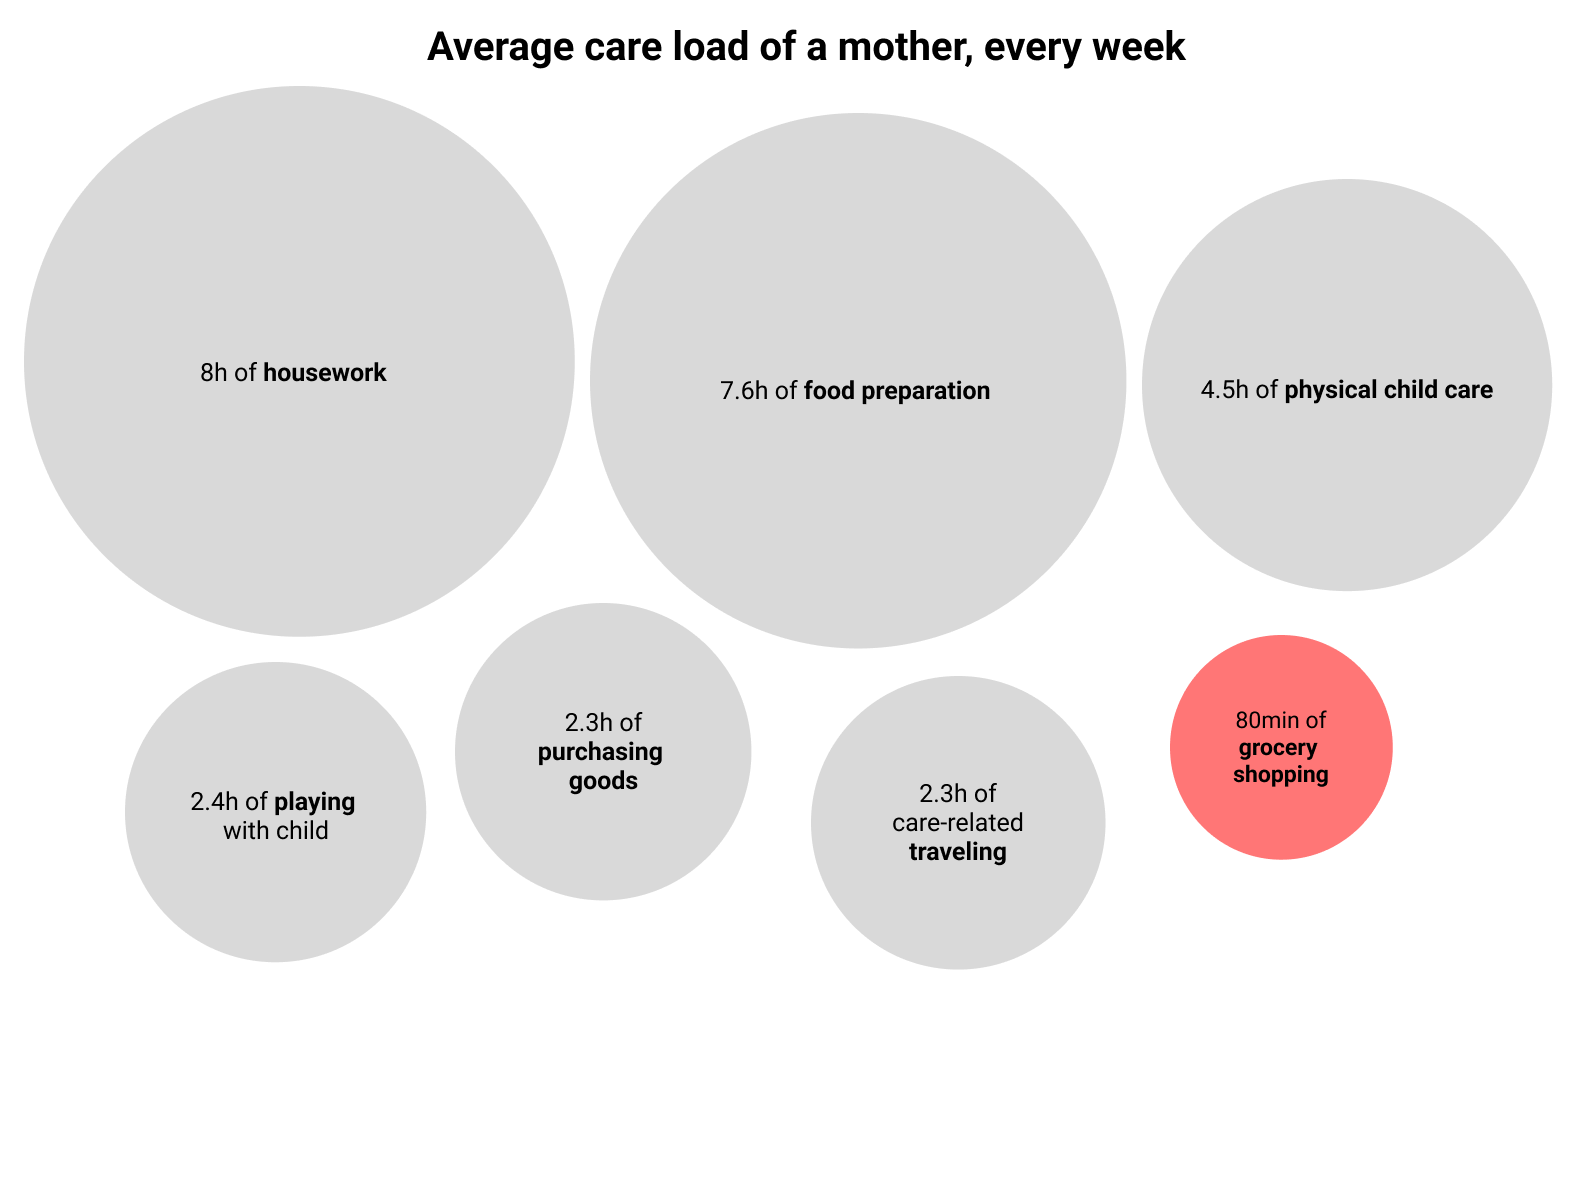 Average care load of a mother, every week
8h of housework
7.6h of food preparation
4.5h of physical child care
2.4h of playing
with child
2.3h of
purchasing
goods
2.3h of
care-related
traveling
80min of
grocery
shopping